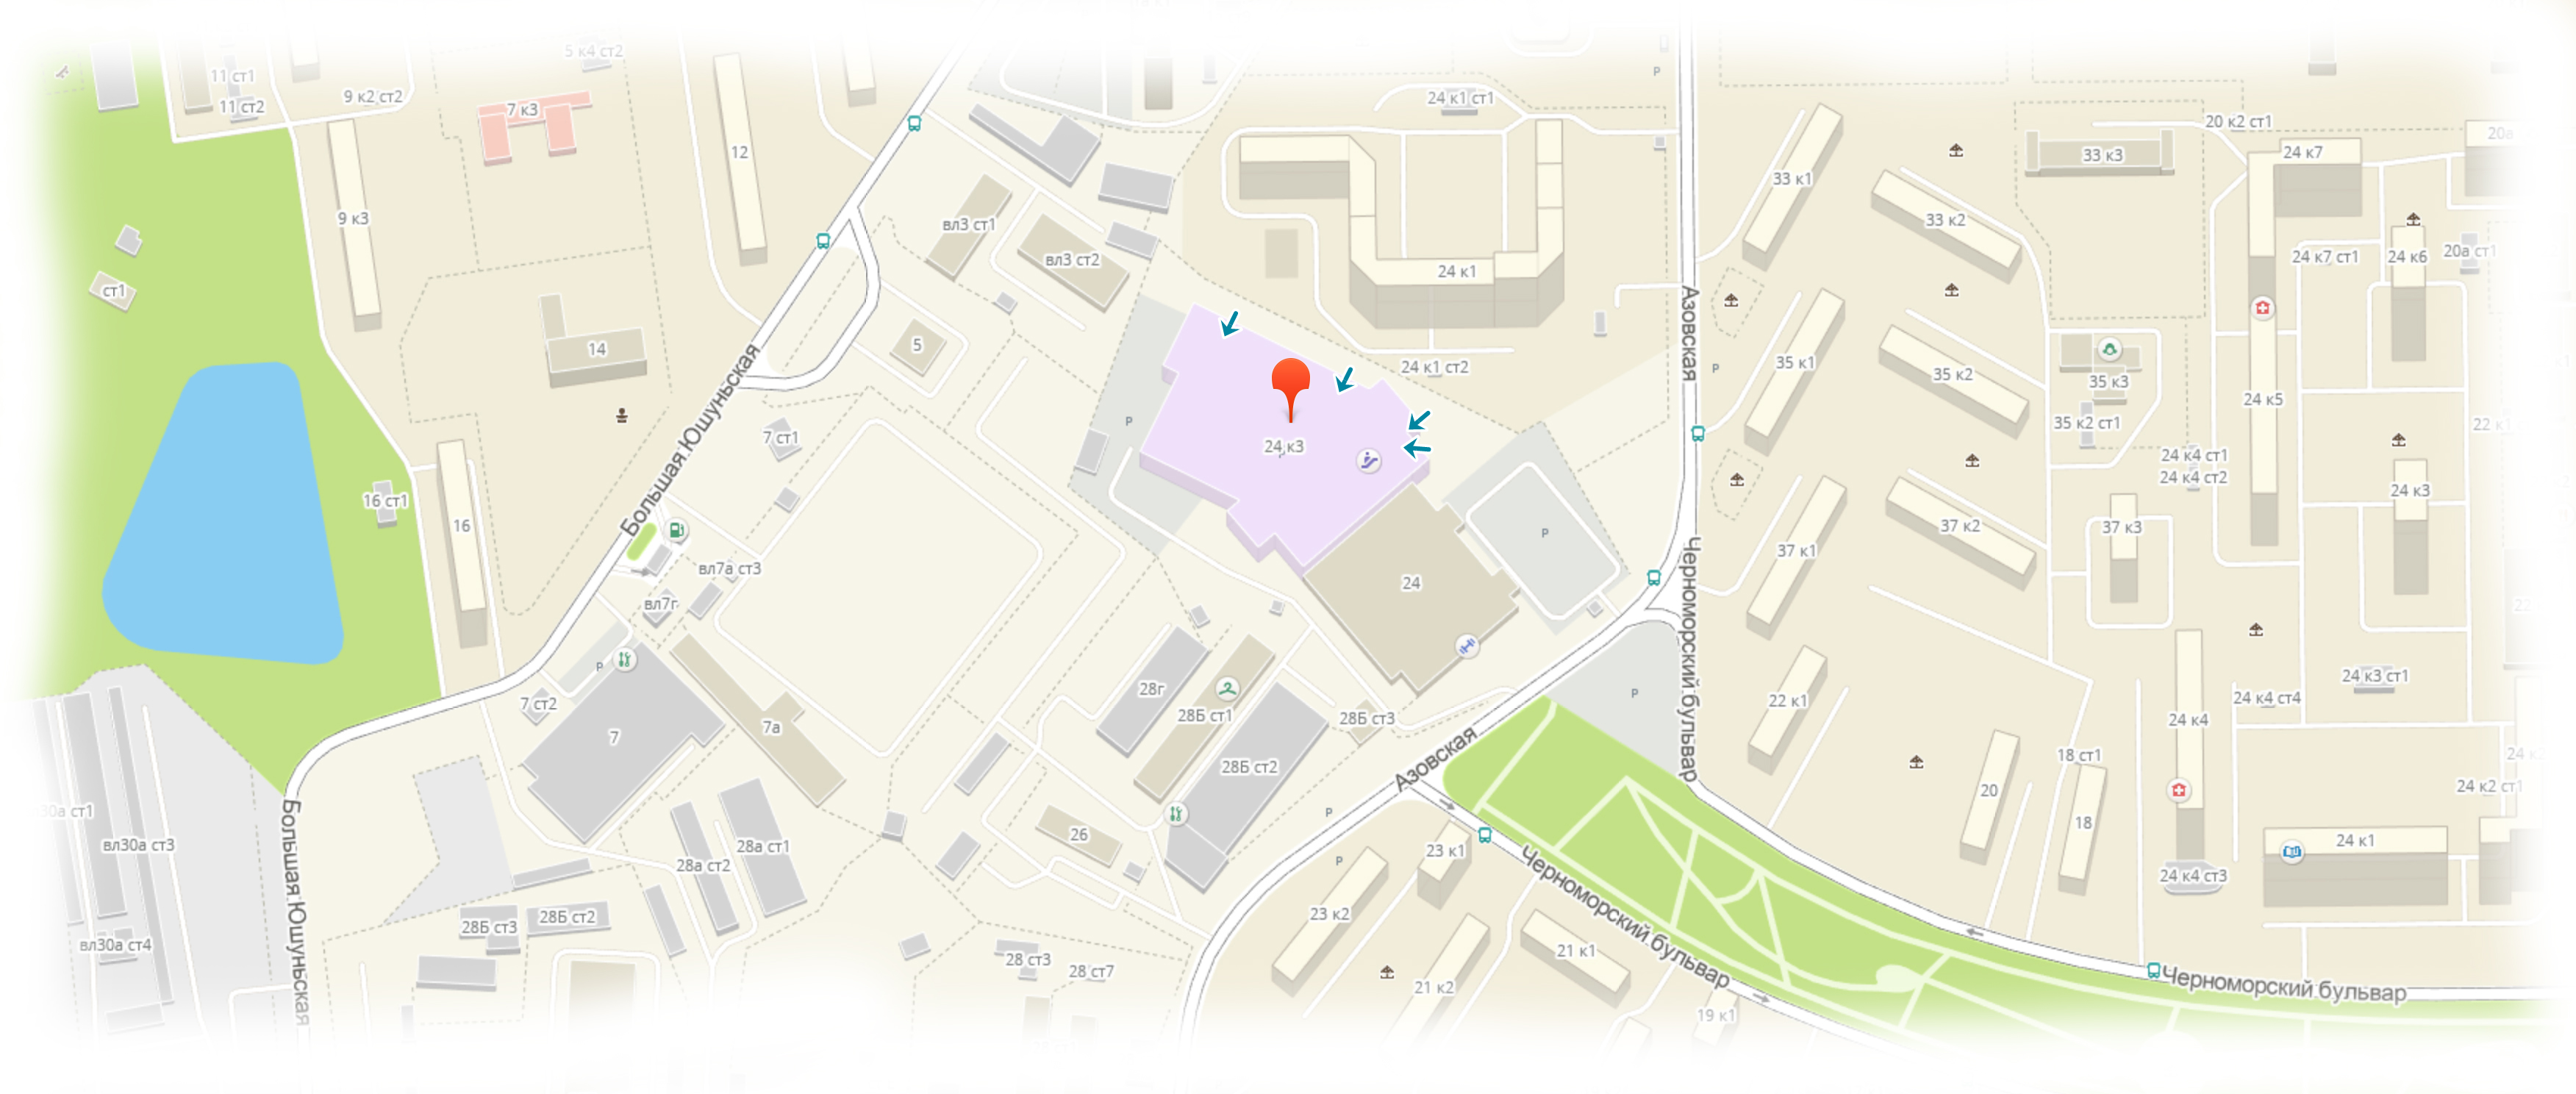 5 к4 ст2
11 ст1
11 ст2
9 к2 ст2
7 к3
12
9 к3
14
ст1
16 ст1
16
Большая Юшуньская
Большая Юшуньская
вл3 ст1
вл3 ст2
5
7 ст1
вл7а ст3
вл7г
7 ст2
7
7а
вл30а ст3
вл30а ст4
28а ст2
28а ст1
28Б ст3
28Б ст2
24 к1 ст1
24 к1
24 к1 ст2
24 к3
24
28г
28Б ст1
28Б ст2
28Б ст3
26
28 ст3
28 ст7
P
P
P
P
P
P
P
P
Азовская
Азовская
Черноморский бульвар
Черноморский бульвар
Черноморский бульвар
23 к1
23 к2
21 к1
21 к2
19 к1
33 к1
33 к2
33 к3
35 к1
35 к2
35 к3
35 к2 ст1
37 к1
37 к2
37 к3
22 к1
20
18 ст1
18
20 к2 ст1
20а
24 к7
24 к7 ст1
24 к6
20а ст1
24 к5
24 к4 ст1
24 к4 ст2
24 к3
24 к3 ст1
24 к4 ст4
24 к4
24 к4 ст3
24 к2 ст1
24 к1